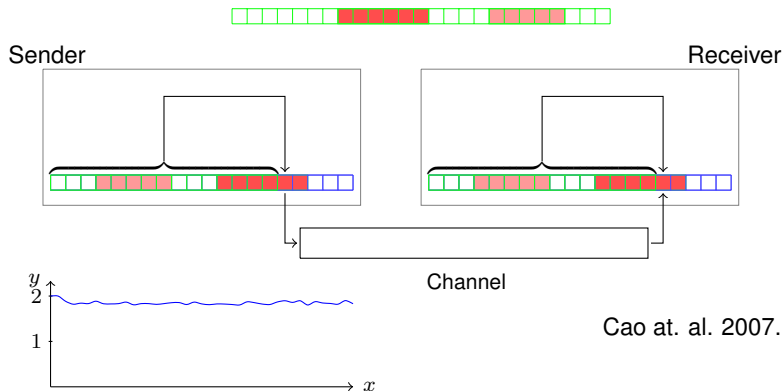 Sender
Receiver
Channel
y
2
1
x
Cao at. al. 2007.